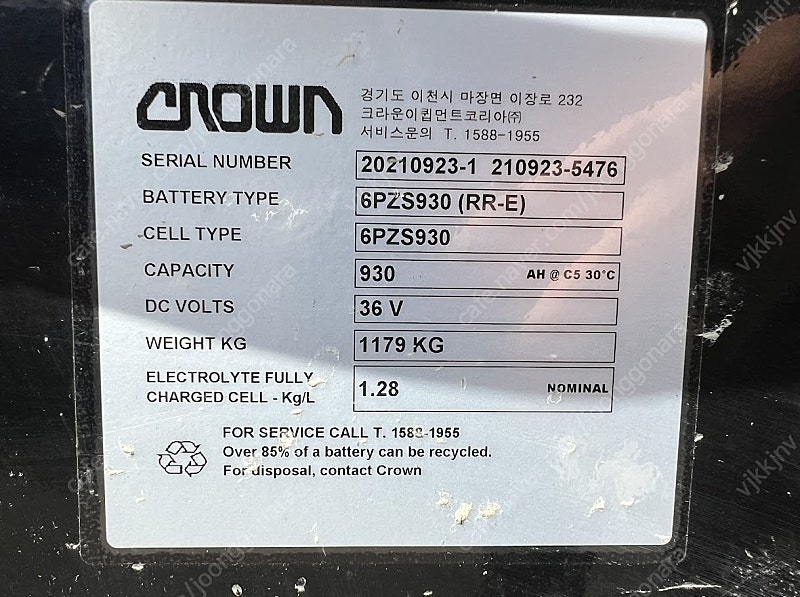 CROWN
경기도 이천시 마장면 이장로 232
크라운이큅먼트코리아㈜
서비스문의 T. 1588-1955
SERIAL NUMBER 20210923-1 210923-5476
BATTERY TYPE 6PZS930 (RR-E)
CELL TYPE 6PZS930
CAPACITY 930 AH @ C5 30°C
DC VOLTS 36 V
WEIGHT KG 1179 KG
ELECTROLYTE FULLY
CHARGED CELL - Kg/L 1.28 NOMINAL
FOR SERVICE CALL T. 1588-1955
Over 85% of a battery can be recycled.
For disposal, contact Crown
vjkkjnv
vjkkjnv
vjkkjnv